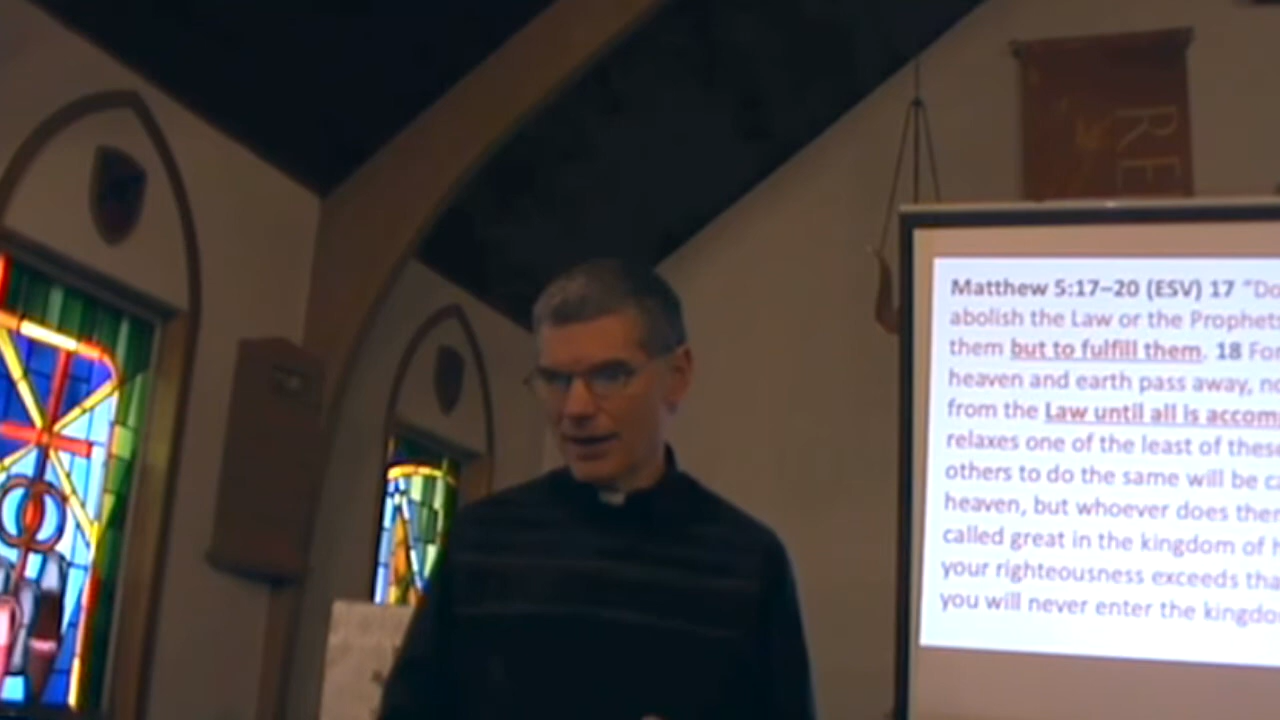 RE
Matthew 5:17–20 (ESV) 17 “Do
abolish the Law or the Prophets
them but to fulfill them. 18 For
heaven and earth pass away, no
from the Law until all is accom
relaxes one of the least of these
others to do the same will be ca
heaven, but whoever does them
called great in the kingdom of h
your righteousness exceeds tha
you will never enter the kingdo